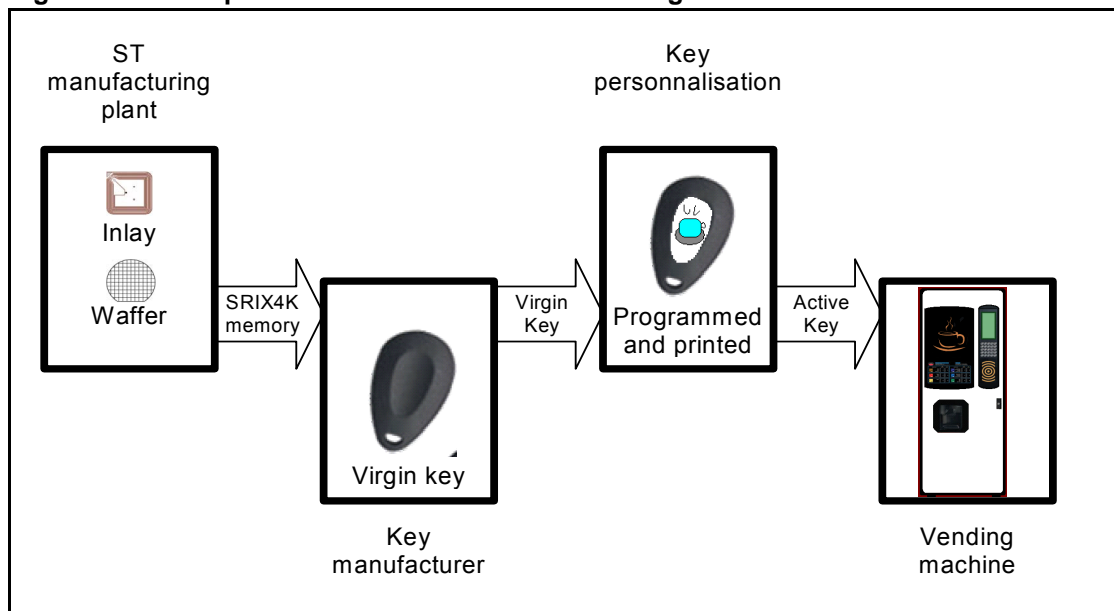 ST
manufacturing
plant
Key
personnalisation
Inlay
Waffer
SRIX4K
memory
Virgin key
Virgin
Key
Programmed
and printed
Active
Key
Key
manufacturer
Vending
machine